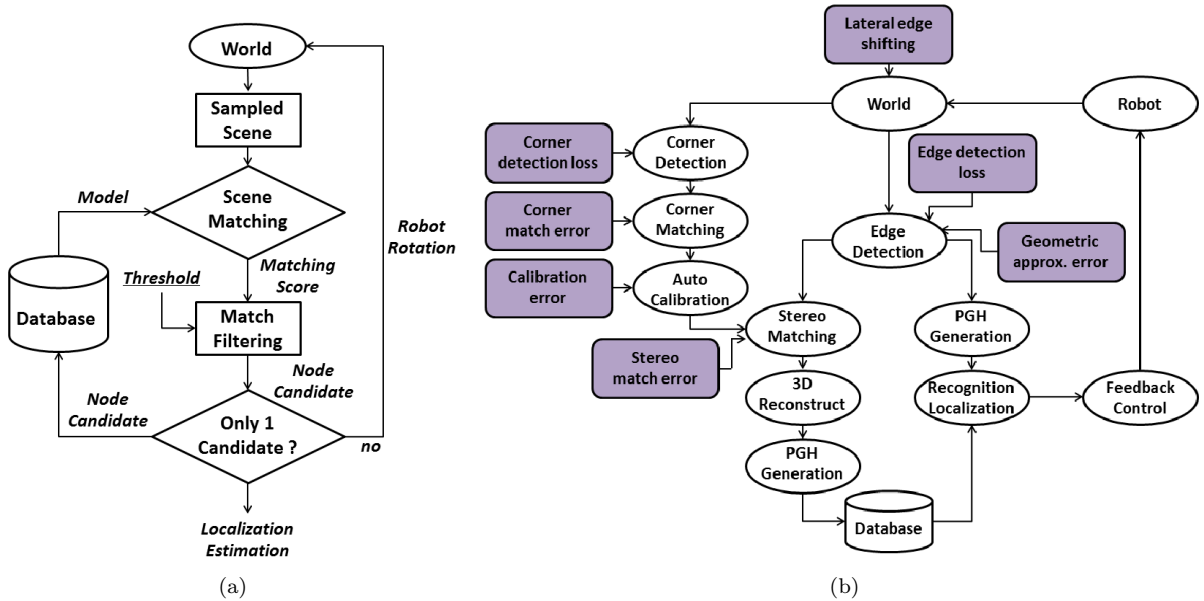 World
Sampled
Scene
Model
Scene
Matching
Robot
Rotation
Threshold
Matching
Score
Database
Match
Filtering
Node
Candidate
Node
Candidate
Only 1
Candidate ?
no
Localization
Estimation
(a)
Lateral edge
shifting
World
Robot
Corner
detection loss
Corner
Detection
Edge detection
loss
Corner
match error
Corner
Matching
Edge
Detection
Geometric
approx. error
Calibration
error
Auto
Calibration
Stereo
Matching
PGH
Generation
Stereo
match error
3D
Reconstruct
Recognition
Localization
Feedback
Control
PGH
Generation
Database
(b)